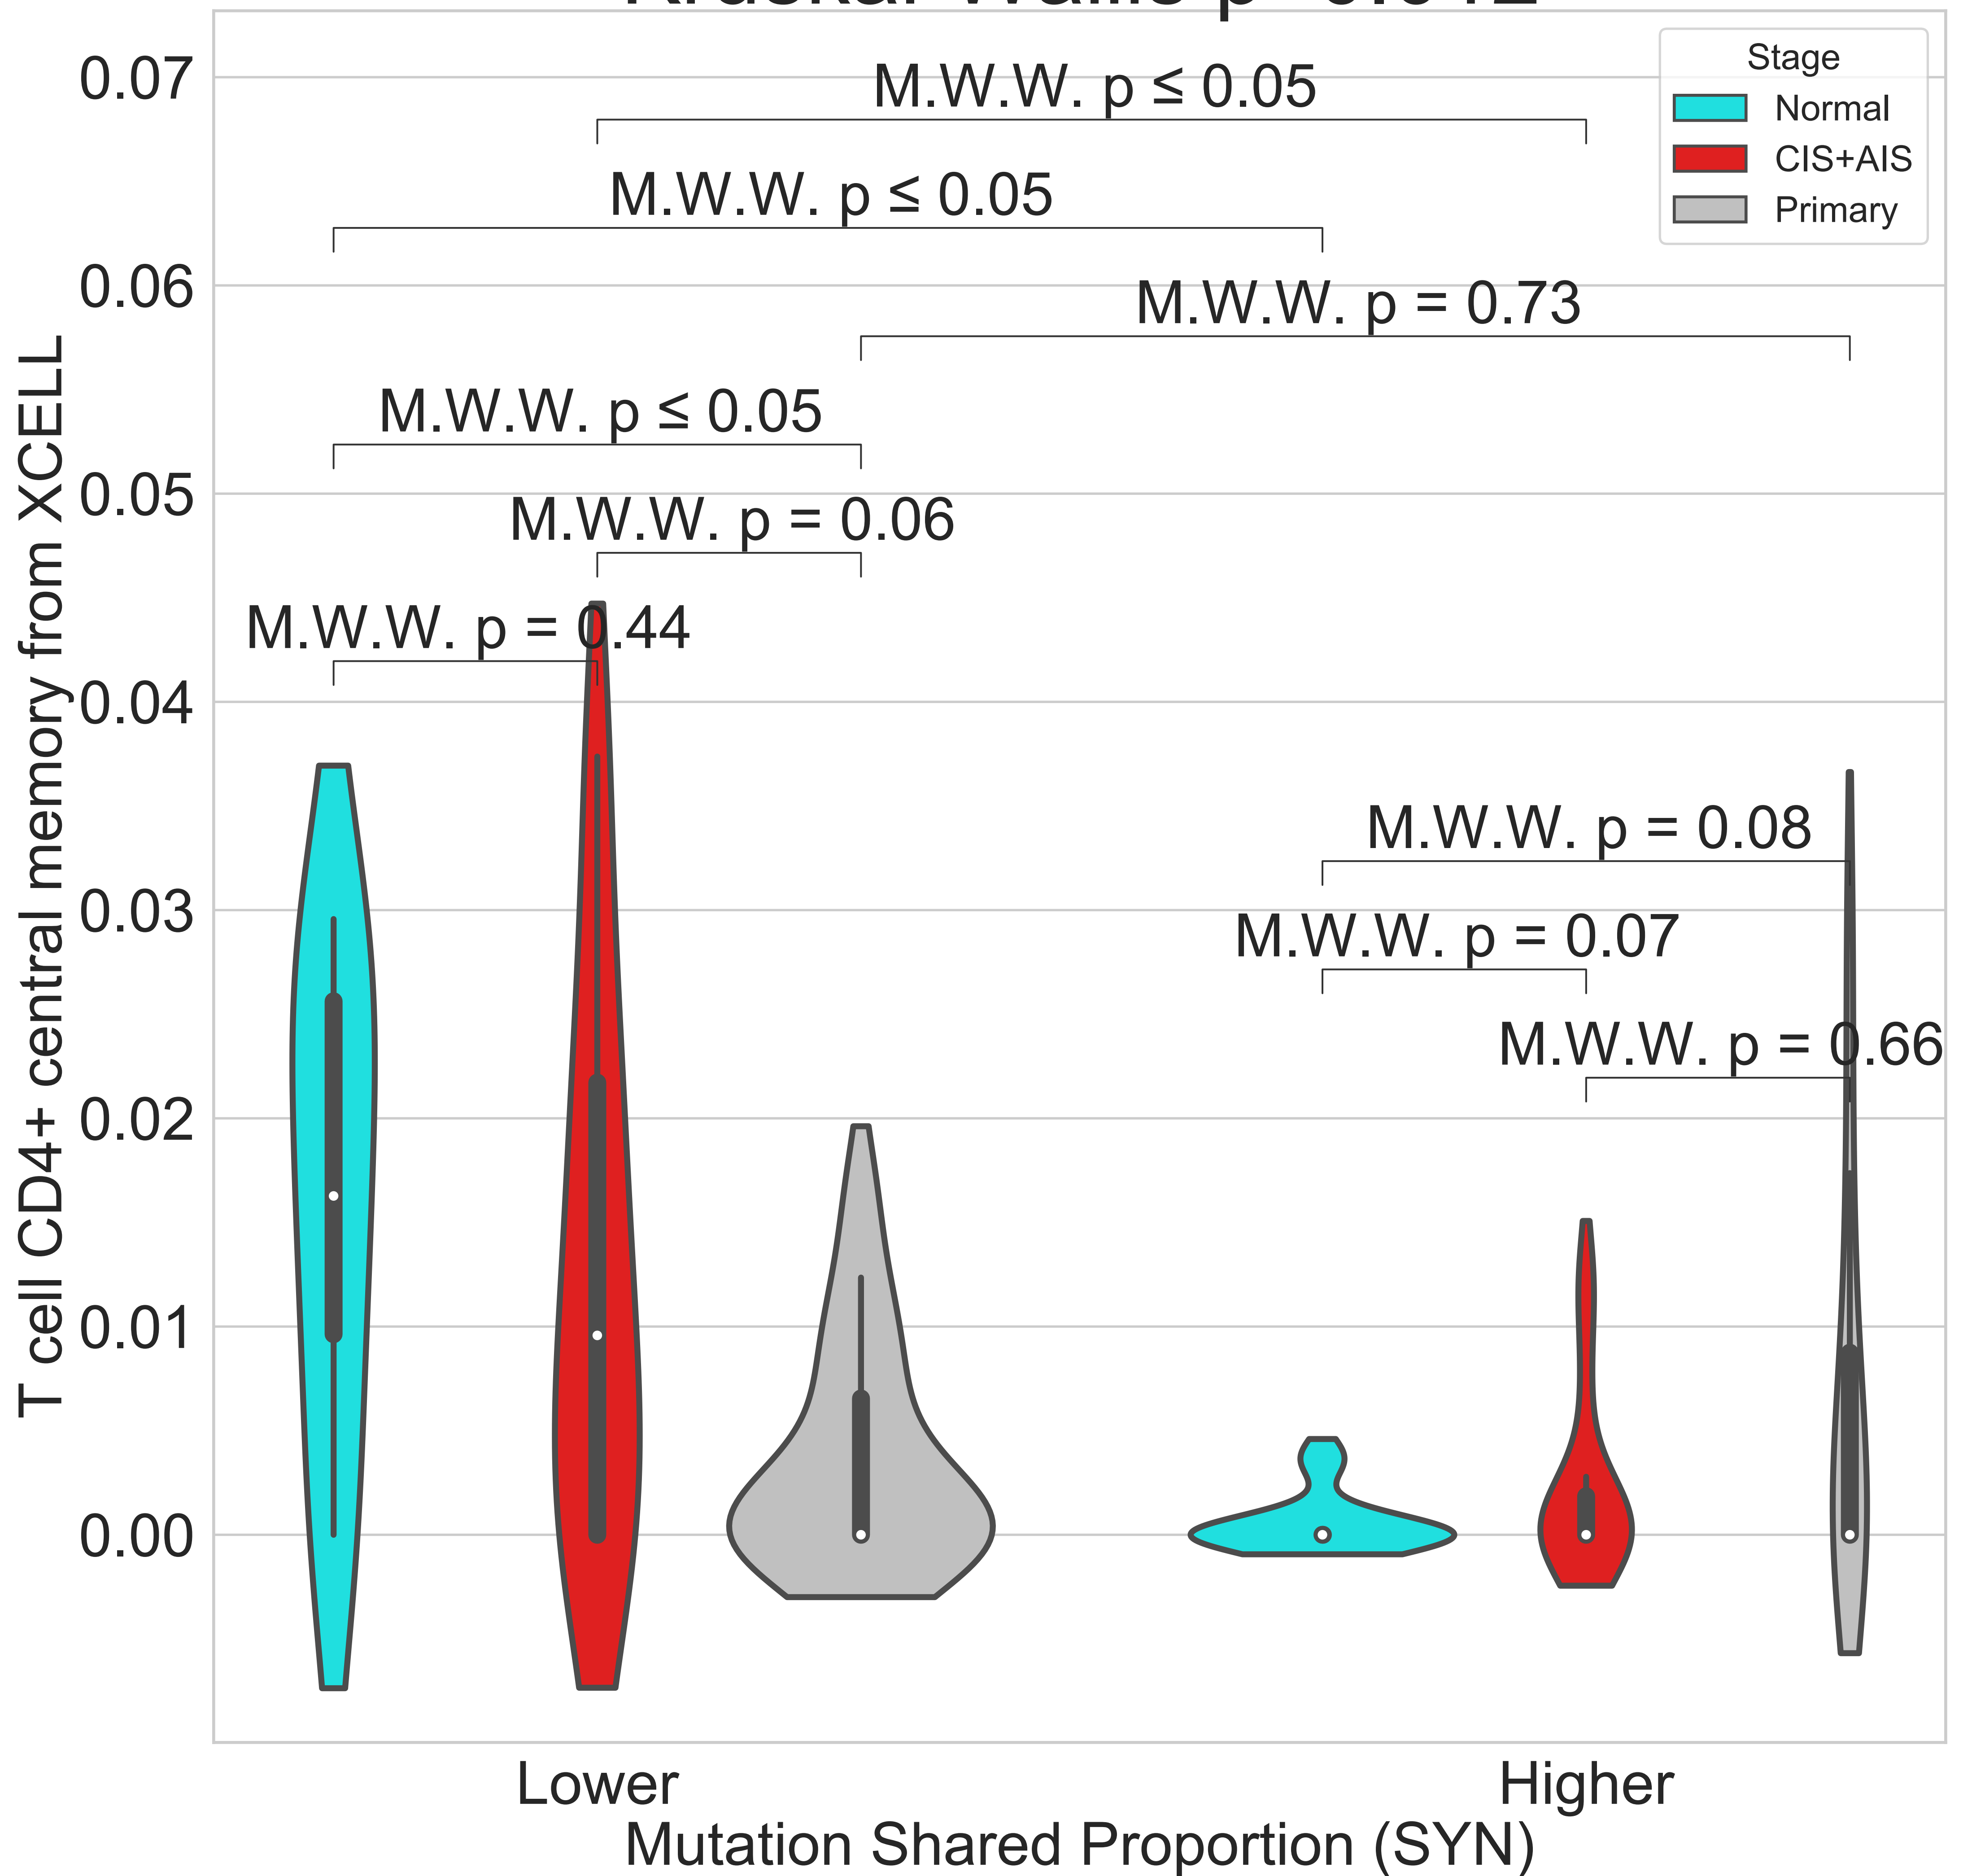 0.07
0.06
0.05
0.04
0.03
0.02
0.01
0.00
T cell CD4+ central memory from XCELL
M.W.W. p ≤ 0.05
M.W.W. p ≤ 0.05
M.W.W. p = 0.73
M.W.W. p ≤ 0.05
M.W.W. p = 0.06
M.W.W. p = 0.44
M.W.W. p = 0.08
M.W.W. p = 0.07
M.W.W. p = 0.66
Stage
Normal
CIS+AIS
Primary
Lower
Higher
Mutation Shared Proportion (SYN)